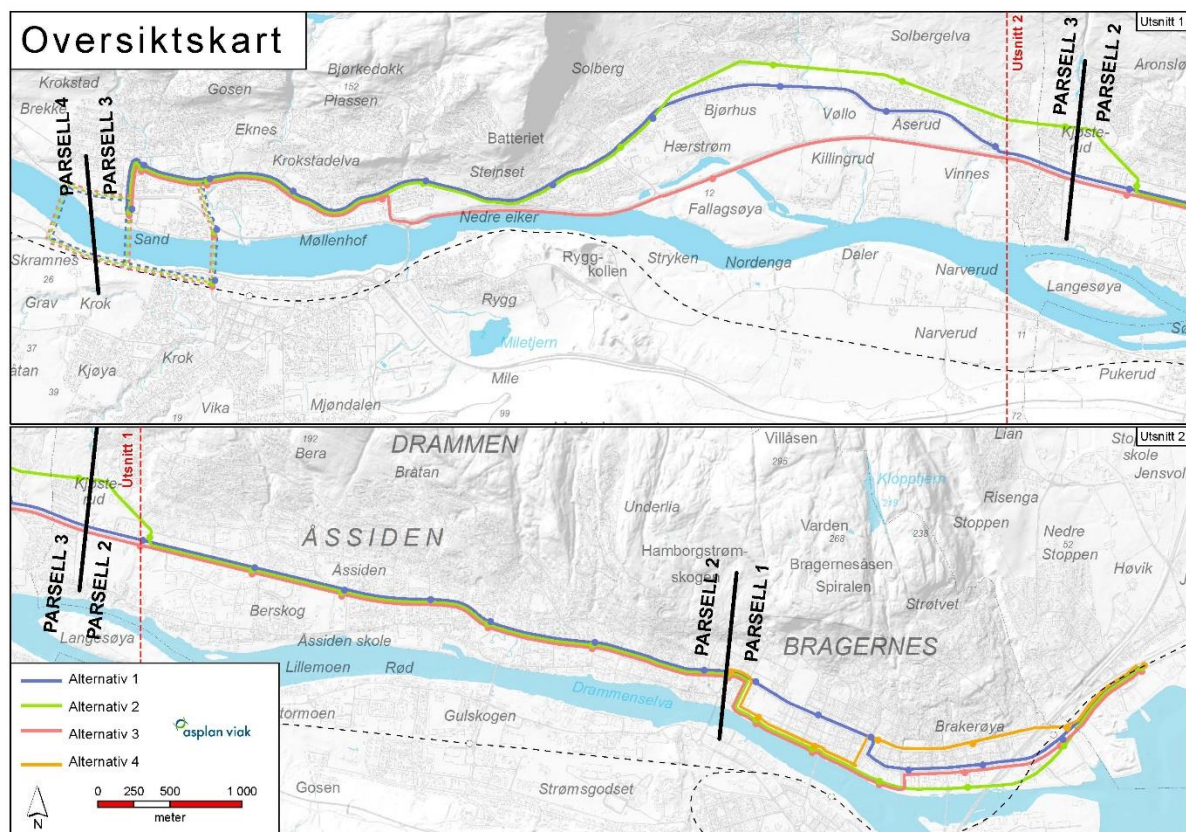 Oversiktskart
Utsnitt 1
Krokstad
Brekke
Gosen
Bjørkedokk
152
Plassen
Solberg
Solbergelva
Utsnitt 2
PARSELL 3
PARSELL 2
PARSELL 4
PARSELL 3
Eknes
Krokstadelva
Batteriet
Steinset
Bjørhus
Hærstrøm
Vøllo
Åserud
Killingrud
Kjøste-
rud
Vinnes
12
Fallagsøya
Sand
Møllenhof
Nedre eiker
Skramnes
26
Grav
Krok
Rygg-
kollen
Stryken
Nordenga
Daler
Narverud
Langesøya
Rygg
Miletjern
Narverud
11
Krok
37
Kjøya
39
Vika
19
Mjøndalen
Mile
99
Pukerud
72
Utsnitt 2
DRAMMEN
192
Bera
Bratan
Villåsen
295
Lian
skole
Kjøste-
rud
Utsnitt 1
ÅSSIDEN
Underlia
KloppTjern
219
Risenga
Stoppen
Varden
268
238
Nedre
52
Stoppen
Åssiden
Hamborgstrøm-
skogen
Bragernesåsen
Spiralen
Høvik
PARSELL 3
PARSELL 2
Berskog
PARSELL 2
PARSELL 1
Strøtvet
Langesøya
Åssiden skole
BRAGERNES
Lillemoen
Rød
Alternativ 1
Alternativ 2
Alternativ 3
Alternativ 4
asplan viak
Drammenselva
Gulskogen
Brakerøya
Gosen
Strømsgodset
0 250 500 1 000
meter
N